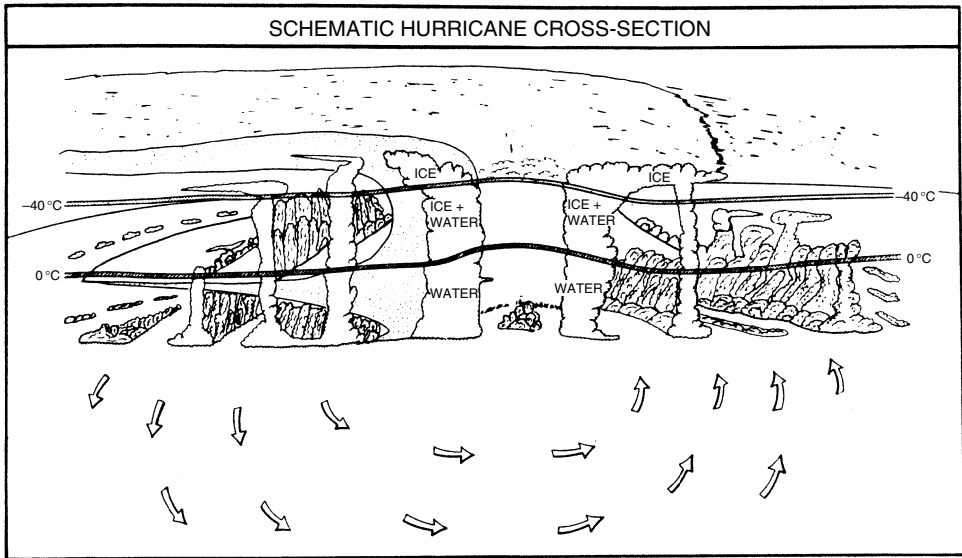 SCHEMATIC HURRICANE CROSS-SECTION
ICE
ICE
−40 °C
−40 °C
ICE +
WATER
ICE +
WATER
0 °C
0 °C
WATER
WATER